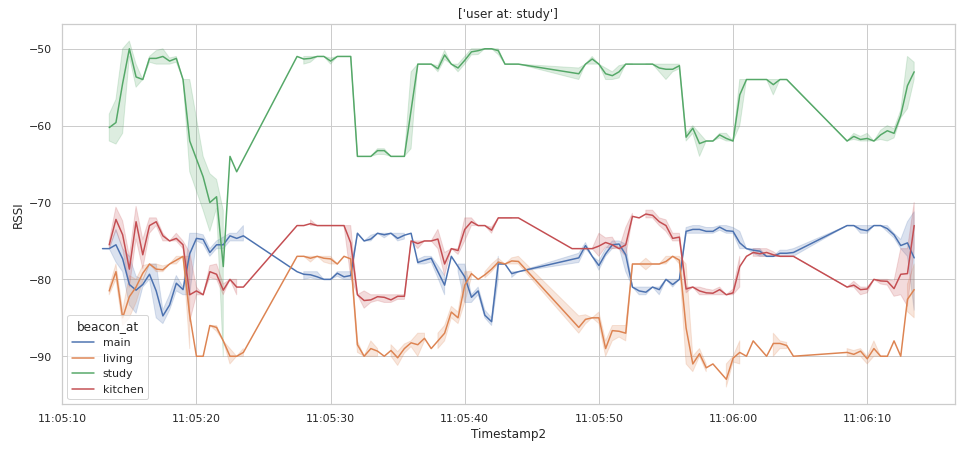 ['user at: study']
RSSI
−50
−60
−70
−80
−90
beacon_at
main
living
study
kitchen
11:05:10 11:05:20 11:05:30 11:05:40 11:05:50 11:06:00 11:06:10
Timestamp2